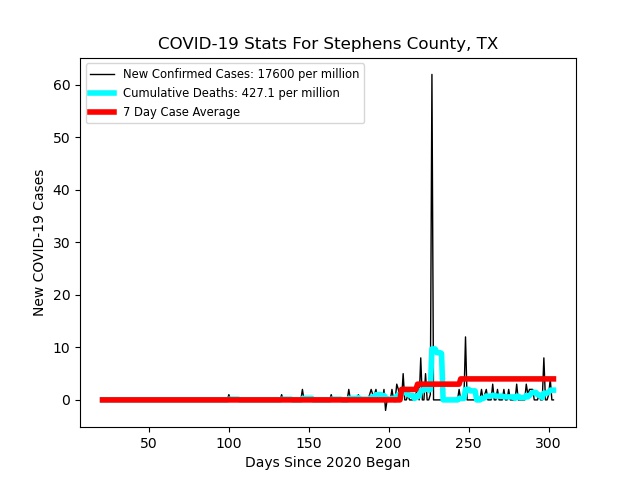 COVID-19 Stats For Stephens County, TX
New Confirmed Cases: 17600 per million
Cumulative Deaths: 427.1 per million
7 Day Case Average
New COVID-19 Cases
60
50
40
30
20
10
0
50 100 150 200 250 300
Days Since 2020 Began